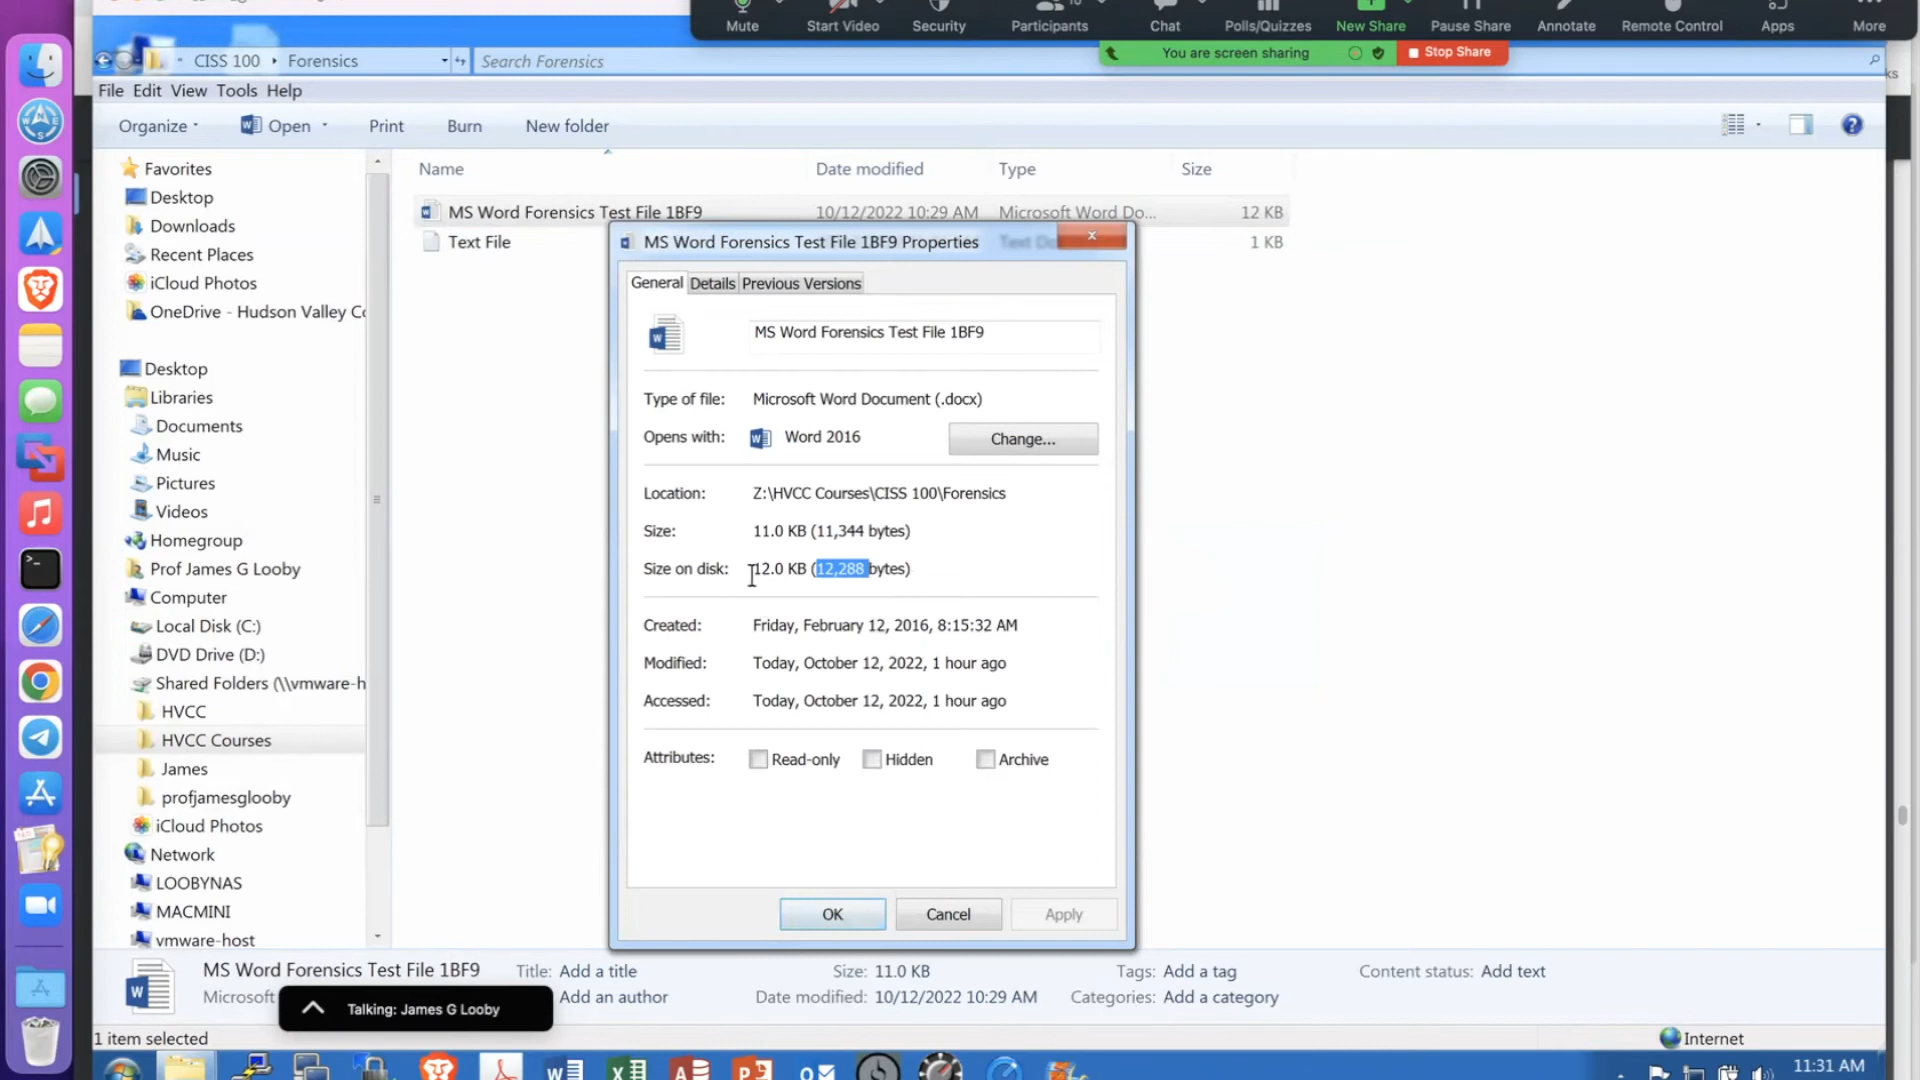 Mute
Start Video
Security
Participants
Chat
Polls/Quizzes
New Share
Pause Share
Annotate
Remote Control
Apps
More
You are screen sharing
Stop Share
CISS 100
Forensics
Search Forensics
ks
File Edit View Tools Help
Organize
Open
Print
Burn
New folder
Favorites
Desktop
Downloads
Recent Places
iCloud Photos
OneDrive - Hudson Valley Co
Desktop
Libraries
Documents
Music
Pictures
Videos
Homegroup
Prof James G Looby
Computer
Local Disk (C:)
DVD Drive (D:)
Shared Folders (\\vmware-h
HVCC
HVCC Courses
James
profjamesglooby
iCloud Photos
Network
LOOBYNAS
MACMINI
vmware-host
Name
Date modified
Type
Size
MS Word Forensics Test File 1BF9
10/12/2022 10:29 AM
Microsoft Word Do...
12 KB
Text File
Text Do
1 KB
MS Word Forensics Test File 1BF9 Properties
General
Details
Previous Versions
MS Word Forensics Test File 1BF9
Type of file: Microsoft Word Document (.docx)
Opens with: Word 2016
Change...
Location: Z:\HVCC Courses\CISS 100\Forensics
Size: 11.0 KB (11,344 bytes)
Size on disk: 12.0 KB (12,288 bytes)
Created: Friday, February 12, 2016, 8:15:32 AM
Modified: Today, October 12, 2022, 1 hour ago
Accessed: Today, October 12, 2022, 1 hour ago
Attributes: Read-only Hidden Archive
OK
Cancel
Apply
MS Word Forensics Test File 1BF9
Title: Add a title
Size: 11.0 KB
Tags: Add a tag
Content status: Add text
Microsoft
Add an author
Date modified: 10/12/2022 10:29 AM
Categories: Add a category
Talking: James G Looby
1 item selected
Internet
11:31 AM